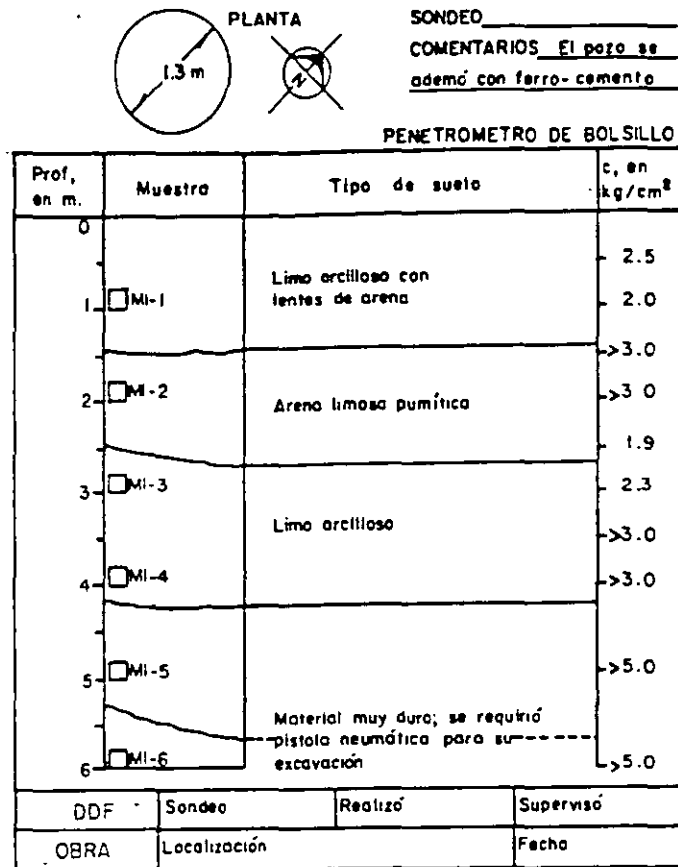 PLANTA
1.3 m
N
SONDEO
COMENTARIOS El pozo se
ademó con ferro-cemento
PENETROMETRO DE BOLSILLO
Prof, en m.
Muestra
Tipo de suelo
c, en kg/cm²
0
2.5
Limo arcilloso con
lentes de arena
1
MI-1
2.0
>3.0
2
MI-2
Arena limosa pumítica
>3.0
1.9
3
MI-3
2.3
Limo arcilloso
>3.0
4
MI-4
>3.0
5
MI-5
>5.0
Material muy duro; se requirió
pistola neumática para su
excavación
6
MI-6
>5.0
DDF
Sondeo
Realizó
Supervisó
OBRA
Localización
Fecha